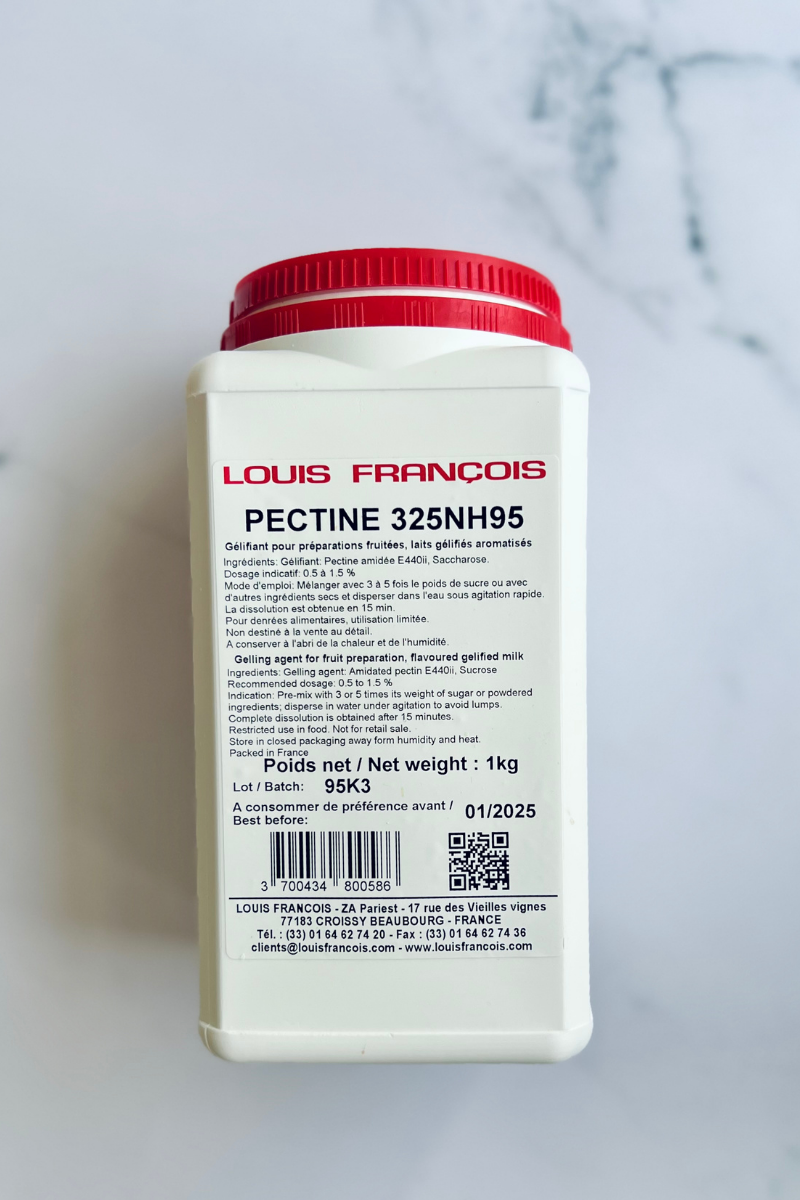 LOUIS FRANÇOIS
PECTINE 325NH95
Gélifiant pour préparations fruitées, laits gélifiés aromatisés
Ingrédients: Gélifiant: Pectine amidée E440ii, Saccharose.
Dosage indicatif: 0.5 à 1.5 %
Mode d'emploi: Mélanger avec 3 à 5 fois le poids de sucre ou avec
d'autres ingrédients secs et disperser dans l'eau sous agitation rapide.
La dissolution est obtenue en 15 min.
Pour denrées alimentaires, utilisation limitée.
Non destiné à la vente au détail.
A conserver à l'abri de la chaleur et de l'humidité.
Gelling agent for fruit preparation, flavoured gelified milk
Ingredients: Gelling agent: Amidated pectin E440ii, Sucrose
Recommended dosage: 0.5 to 1.5 %
Indication: Pre-mix with 3 or 5 times its weight of sugar or powdered
ingredients; disperse in water under agitation to avoid lumps.
Complete dissolution is obtained after 15 minutes.
Restricted use in food. Not for retail sale.
Store in closed packaging away form humidity and heat.
Packed in France
Poids net / Net weight : 1kg
Lot / Batch: 95K3
A consommer de préférence avant /
Best before: 01/2025
3 700434 800586
LOUIS FRANCOIS - ZA Pariest - 17 rue des Vieilles vignes
77183 CROISSY BEAUBOURG - FRANCE
Tél. : (33) 01 64 62 74 20 - Fax : (33) 01 64 62 74 36
clients@louisfrancois.com - www.louisfrancois.com